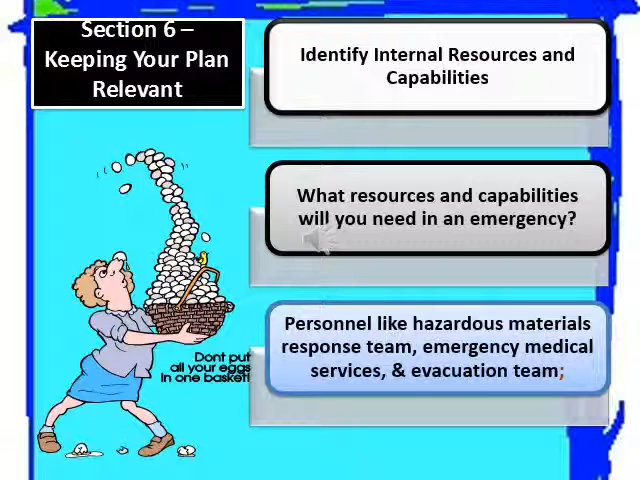 Section 6 –
Keeping Your Plan
Relevant
Identify Internal Resources and
Capabilities
What resources and capabilities
will you need in an emergency?
Personnel like hazardous materials
response team, emergency medical
services, & evacuation team;
Dont put
all your eggs
In one basket!